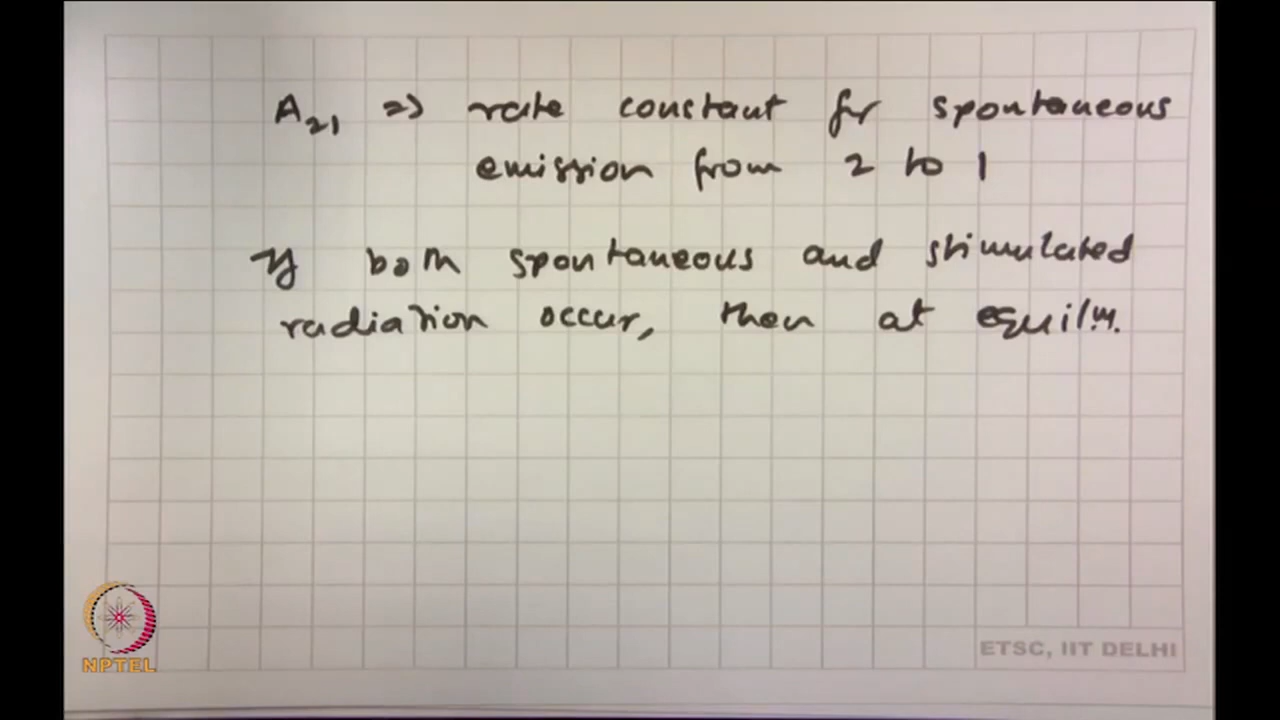 A₂₁ => rate constant for spontaneous
emission from 2 to 1
If both spontaneous and stimulated
radiation occur, then at equilm.
NPTEL
ETSC, IIT DELHI